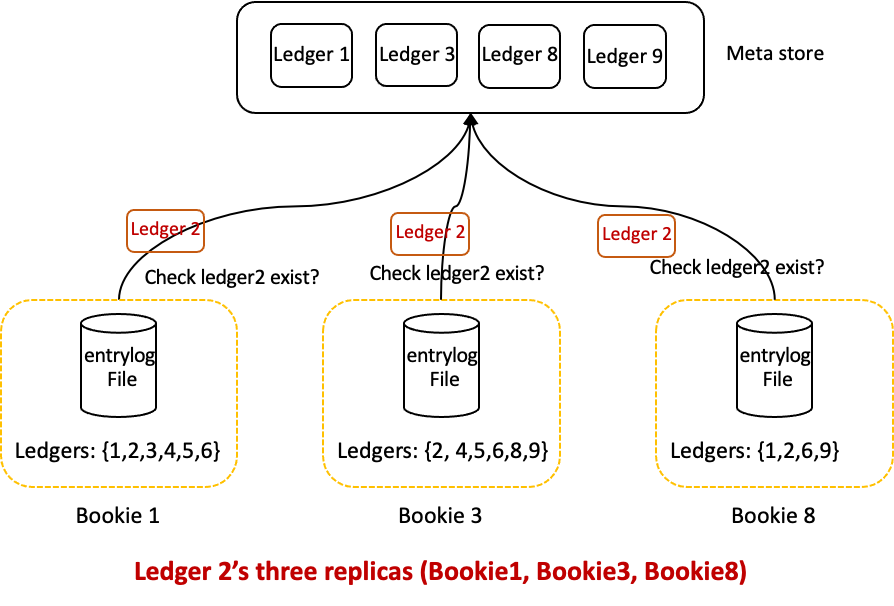 Ledger 1
Ledger 3
Ledger 8
Ledger 9
Meta store
Ledger 2
Ledger 2
Ledger 2
Check ledger2 exist?
Check ledger2 exist?
Check ledger2 exist?
entrylog
File
entrylog
File
entrylog
File
Ledgers: {1,2,3,4,5,6}
Ledgers: {2, 4,5,6,8,9}
Ledgers: {1,2,6,9}
Bookie 1
Bookie 3
Bookie 8
Ledger 2’s three replicas (Bookie1, Bookie3, Bookie8)